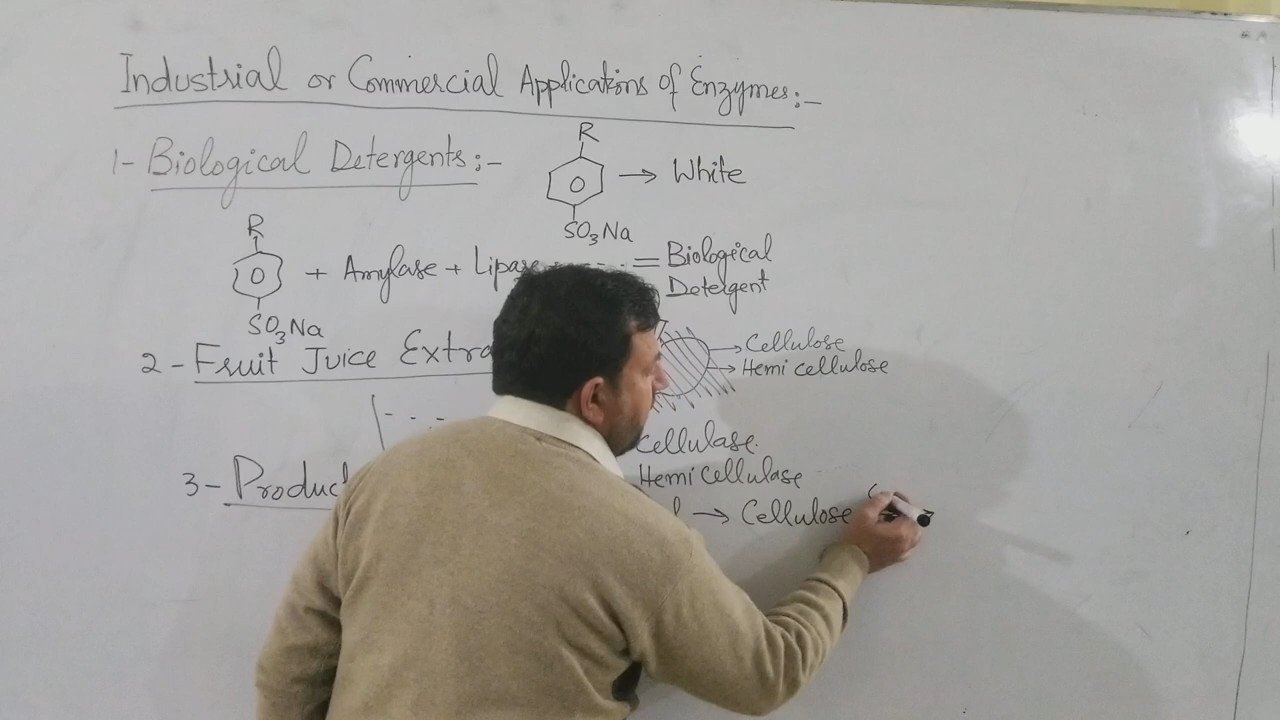 Industrial or Commercial Applications of Enzymes:-
1- Biological Detergents:-
R
→ White
SO3Na
R
+ Amylase + Lipase + ---- = Biological
Detergent
SO3Na
2- Fruit Juice Extra
→ Cellulose
→ Hemi cellulose
cellulase.
Hemi cellulase
3- Product
l → Cellulose